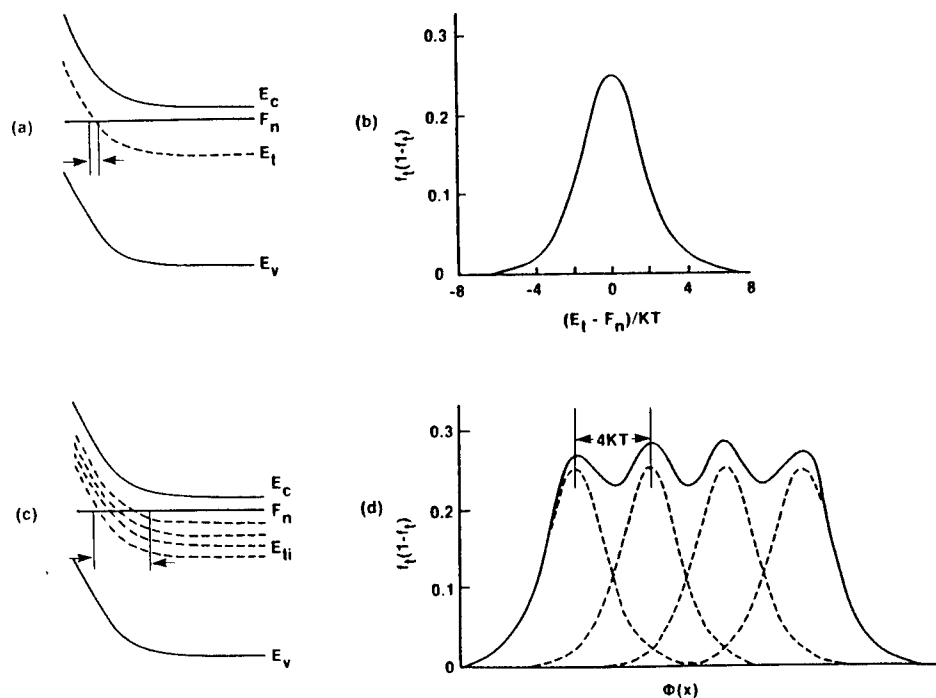 (a)
E_c
F_n
E_t
E_v
(b)
f_t(1-f_t)
0.3
0.2
0.1
0
-8 -4 0 4 8
(E_t - F_n)/KT
(c)
E_c
F_n
E_ti
E_v
(d)
f_t(1-f_t)
0.3
0.2
0.1
0
4KT
Φ(x)